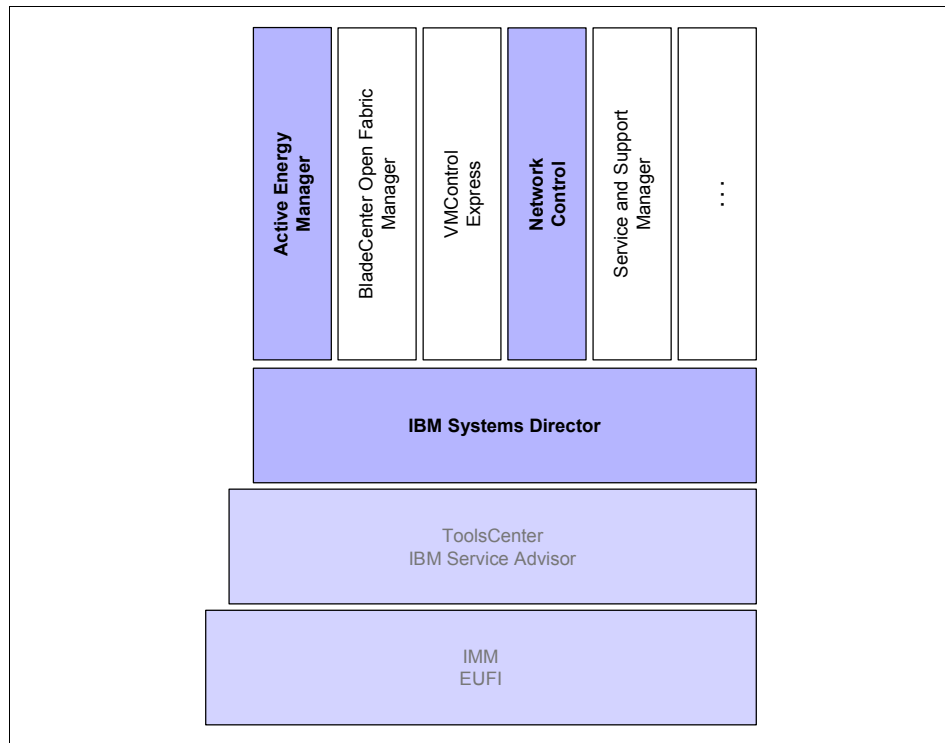 Active Energy
Manager
BladeCenter Open Fabric
Manager
VMControl
Express
Network
Control
Service and Support
Manager
...
IBM Systems Director
ToolsCenter
IBM Service Advisor
IMM
EUFI